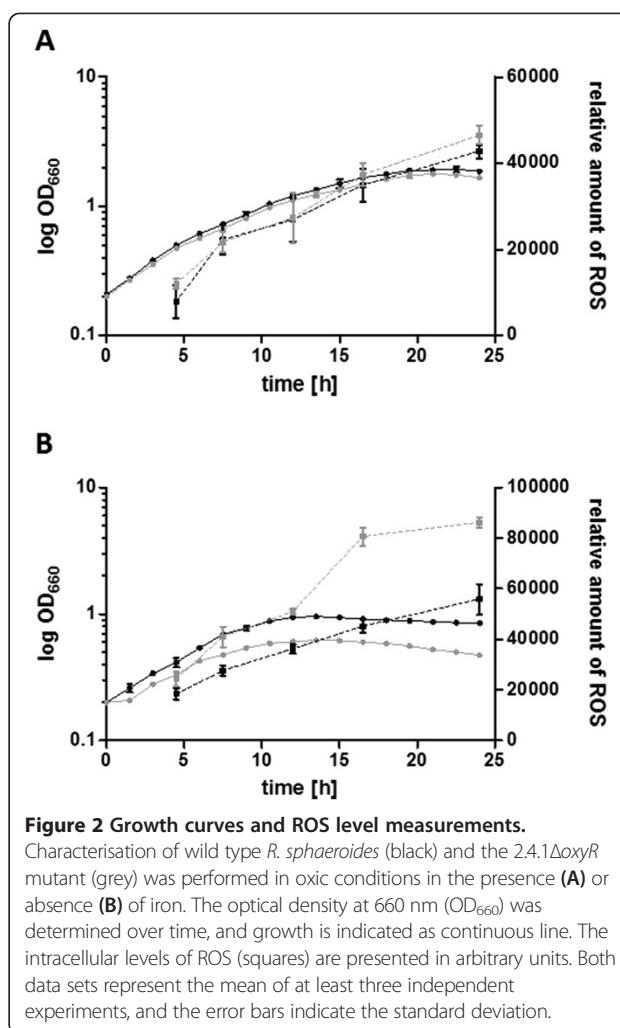 A
10
1
0.1
log OD660
60000
40000
20000
0
relative amount of ROS
0 5 10 15 20 25
time [h]
B
10
1
0.1
log OD660
100000
80000
60000
40000
20000
0
relative amount of ROS
0 5 10 15 20 25
time [h]
Figure 2 Growth curves and ROS level measurements.
Characterisation of wild type R. sphaeroides (black) and the 2.4.1ΔoxyR
mutant (grey) was performed in oxic conditions in the presence (A) or
absence (B) of iron. The optical density at 660 nm (OD660) was
determined over time, and growth is indicated as continuous line. The
intracellular levels of ROS (squares) are presented in arbitrary units. Both
data sets represent the mean of at least three independent
experiments, and the error bars indicate the standard deviation.